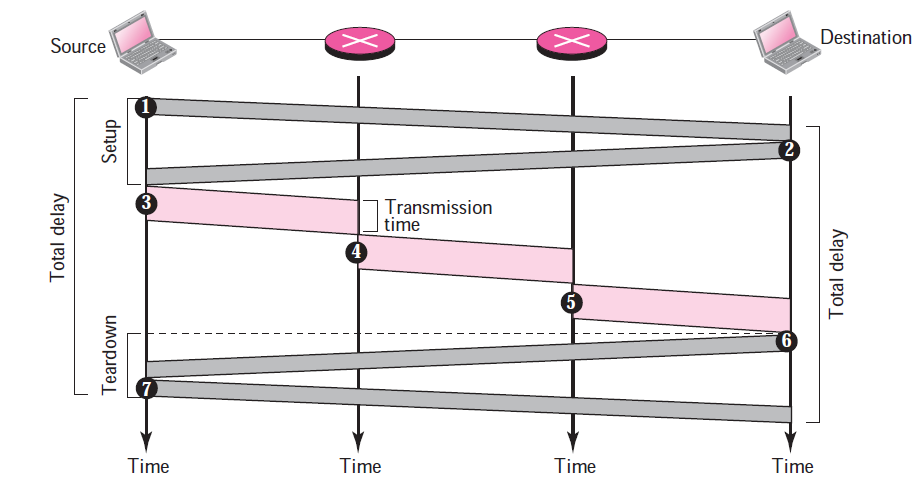 Source
Destination
1
Setup
2
3
Transmission
time
Total delay
4
Total delay
5
Teardown
6
7
Time
Time
Time
Time